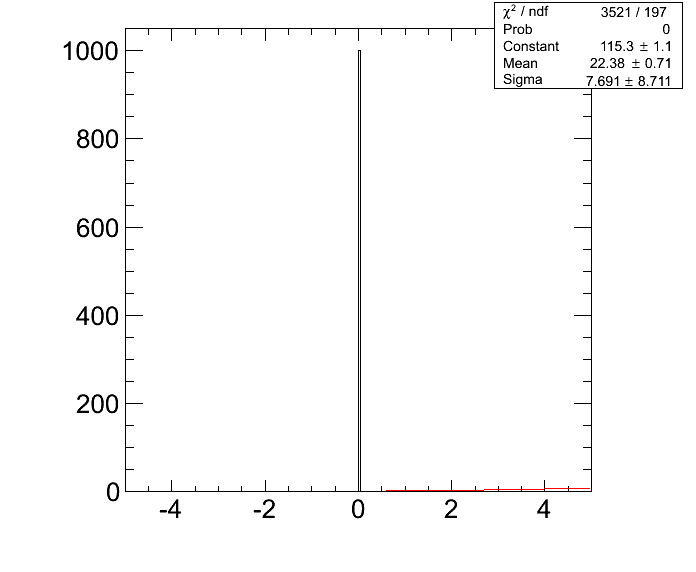 χ² / ndf 3521 / 197
Prob 0
Constant 115.3 ± 1.1
Mean 22.38 ± 0.71
Sigma 7.691 ± 8.711
1000
800
600
400
200
0
-4 -2 0 2 4